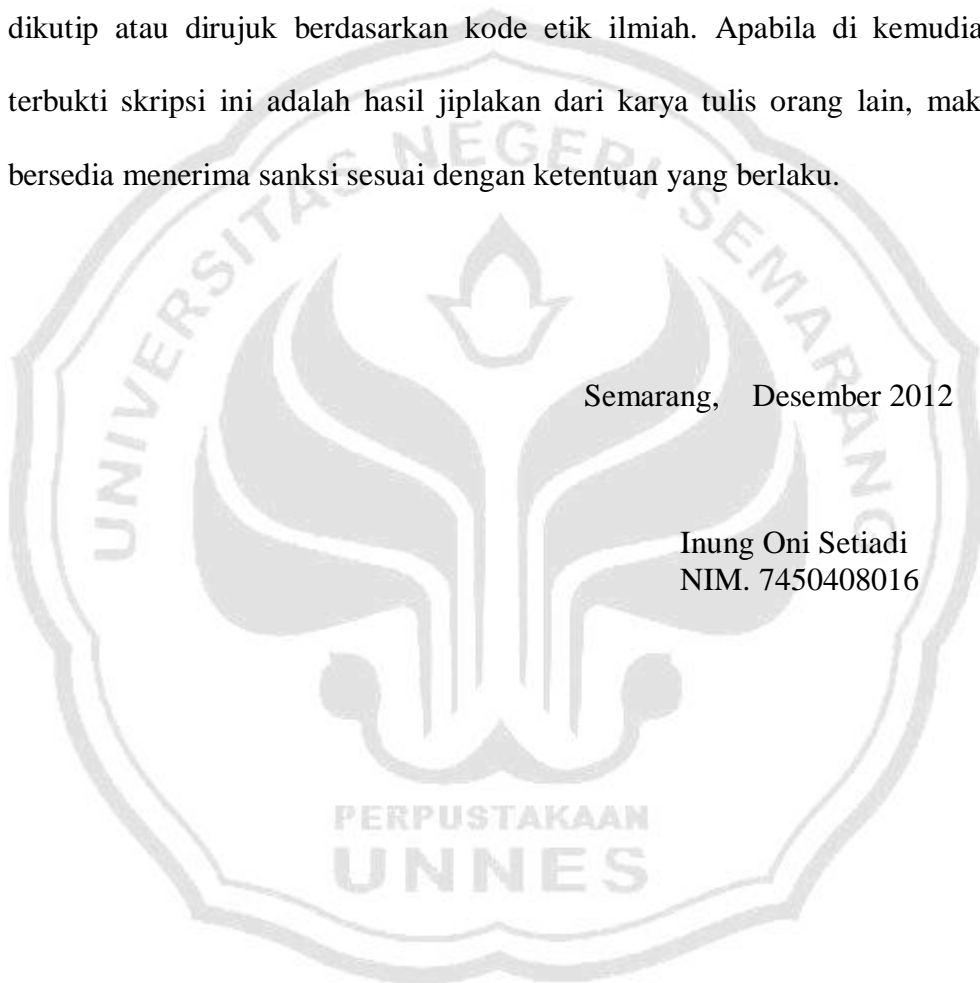 dikutip atau dirujuk berdasarkan kode etik ilmiah. Apabila di kemudia
terbukti skripsi ini adalah hasil jiplakan dari karya tulis orang lain, mak
bersedia menerima sanksi sesuai dengan ketentuan yang berlaku.
UNIVERSITAS NEGERI SEMARANG
Semarang, Desember 2012
Inung Oni Setiadi
NIM. 7450408016
PERPUSTAKAAN
UNNES